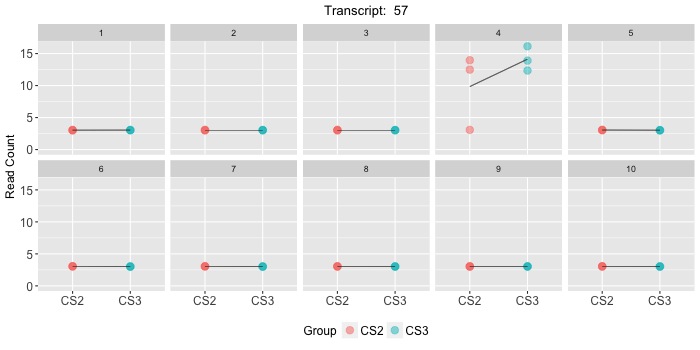 Transcript: 57
1 2 3 4 5
15
10
5
0
Read Count
6 7 8 9 10
15
10
5
0
CS2 CS3 CS2 CS3 CS2 CS3 CS2 CS3 CS2 CS3
Group CS2 CS3